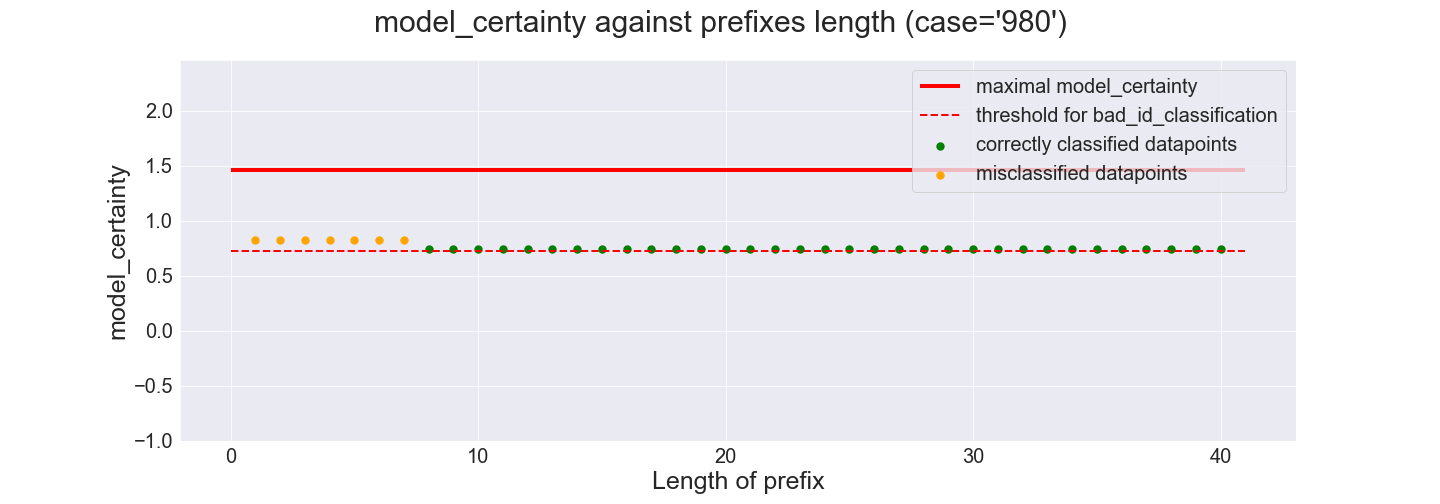 model_certainty against prefixes length (case='980')
maximal model_certainty
threshold for bad_id_classification
correctly classified datapoints
misclassified datapoints
model_certainty
2.0
1.5
1.0
0.5
0.0
−0.5
−1.0
0 10 20 30 40
Length of prefix